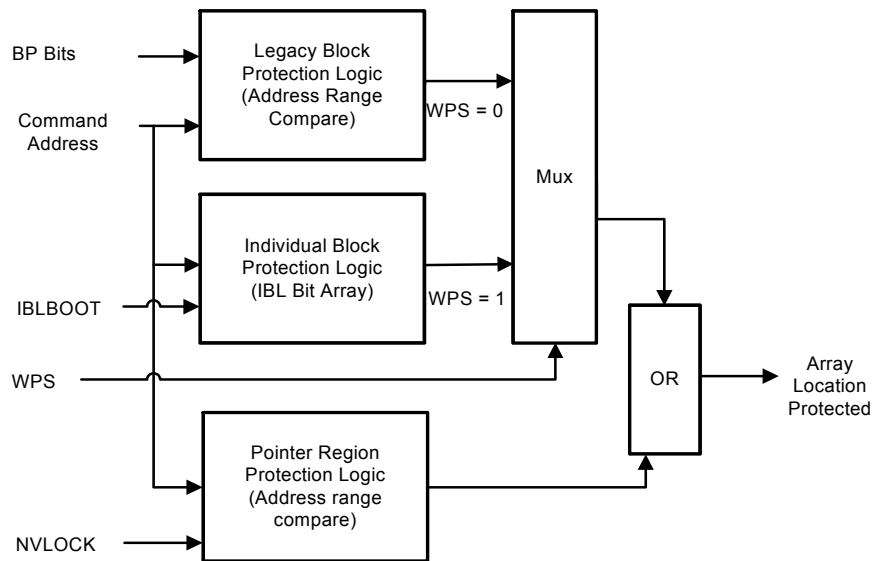 BP Bits
Legacy Block
Protection Logic
(Address Range
Compare)
WPS = 0
Command
Address
Mux
Individual Block
Protection Logic
(IBL Bit Array)
WPS = 1
IBLBOOT
WPS
OR
Array
Location
Protected
Pointer Region
Protection Logic
(Address range
compare)
NVLOCK